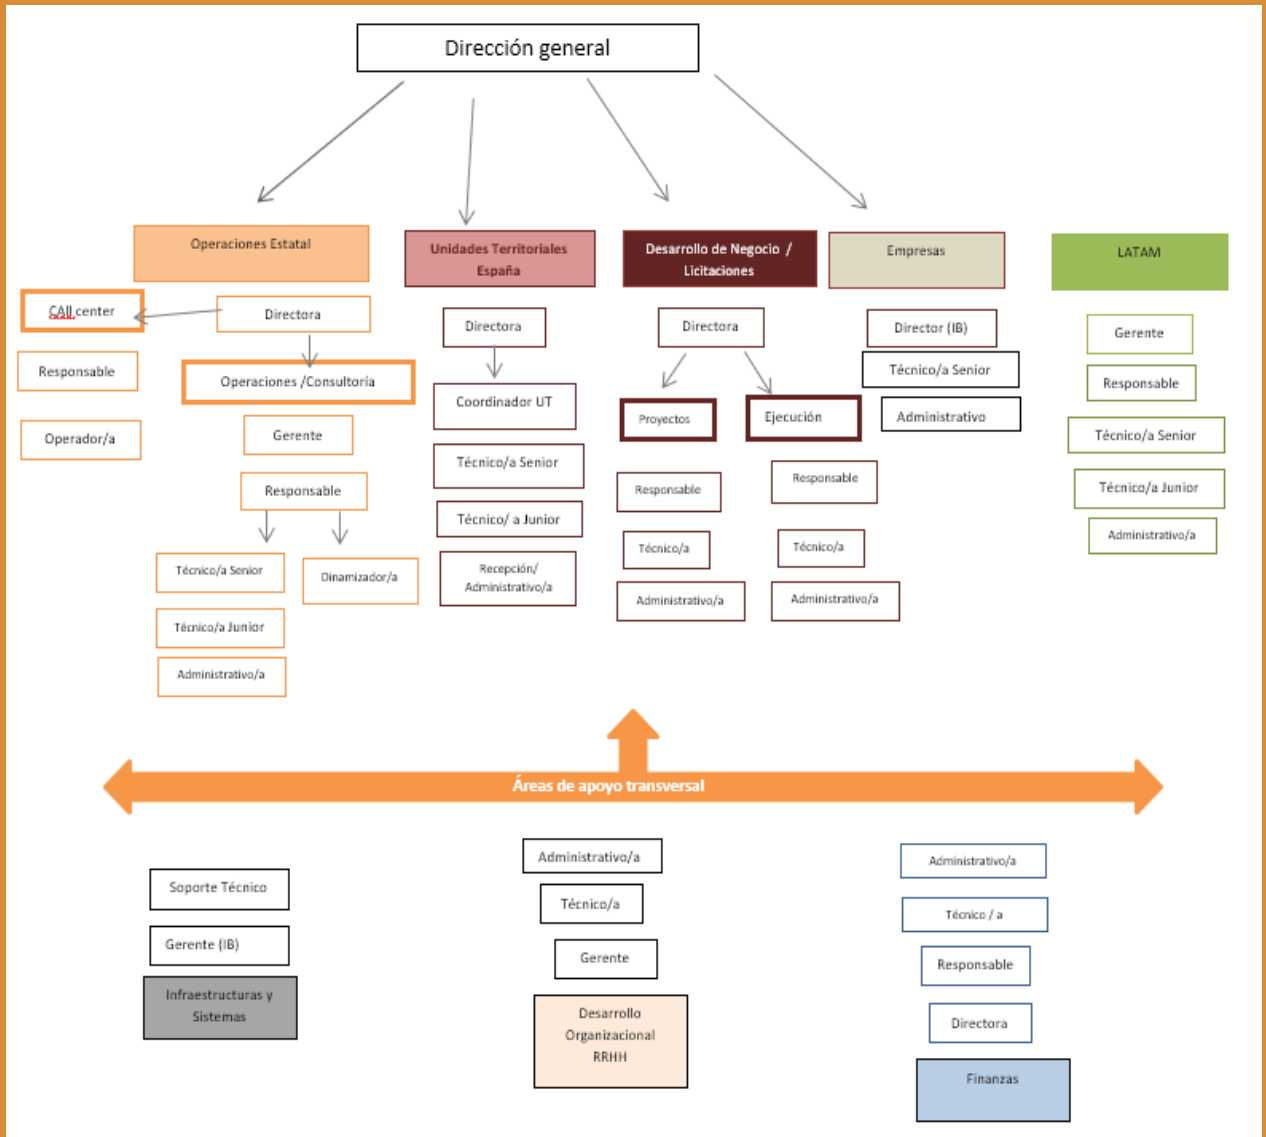 Dirección general
Operaciones Estatal
Unidades Territoriales
España
Desarrollo de Negocio /
Licitaciones
Empresas
LATAM
CAll center
Responsable
Operador/a
Directora
Operaciones /Consultoría
Gerente
Responsable
Técnico/a Senior
Técnico/a Junior
Administrativo/a
Dinamizador/a
Directora
Coordinador UT
Técnico/a Senior
Técnico/ a Junior
Recepción/
Administrativo/a
Directora
Proyectos
Responsable
Técnico/a
Administrativo/a
Ejecución
Responsable
Técnico/a
Administrativo/a
Director (IB)
Técnico/a Senior
Administrativo
Gerente
Responsable
Técnico/a Senior
Técnico/a Junior
Administrativo/a
Áreas de apoyo transversal
Soporte Técnico
Gerente (IB)
Infraestructuras y
Sistemas
Administrativo/a
Técnico/a
Gerente
Desarrollo
Organizacional
RRHH
Administrativo/a
Técnico / a
Responsable
Directora
Finanzas